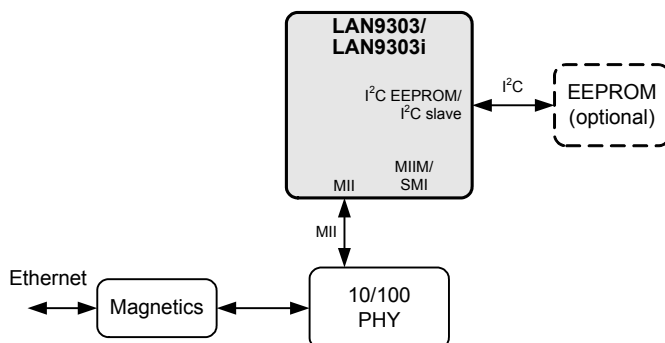 LAN9303/
LAN9303i
I²C EEPROM/
I²C slave
I²C
EEPROM
(optional)
MII
MIIM/
SMI
MII
Ethernet
Magnetics
10/100
PHY